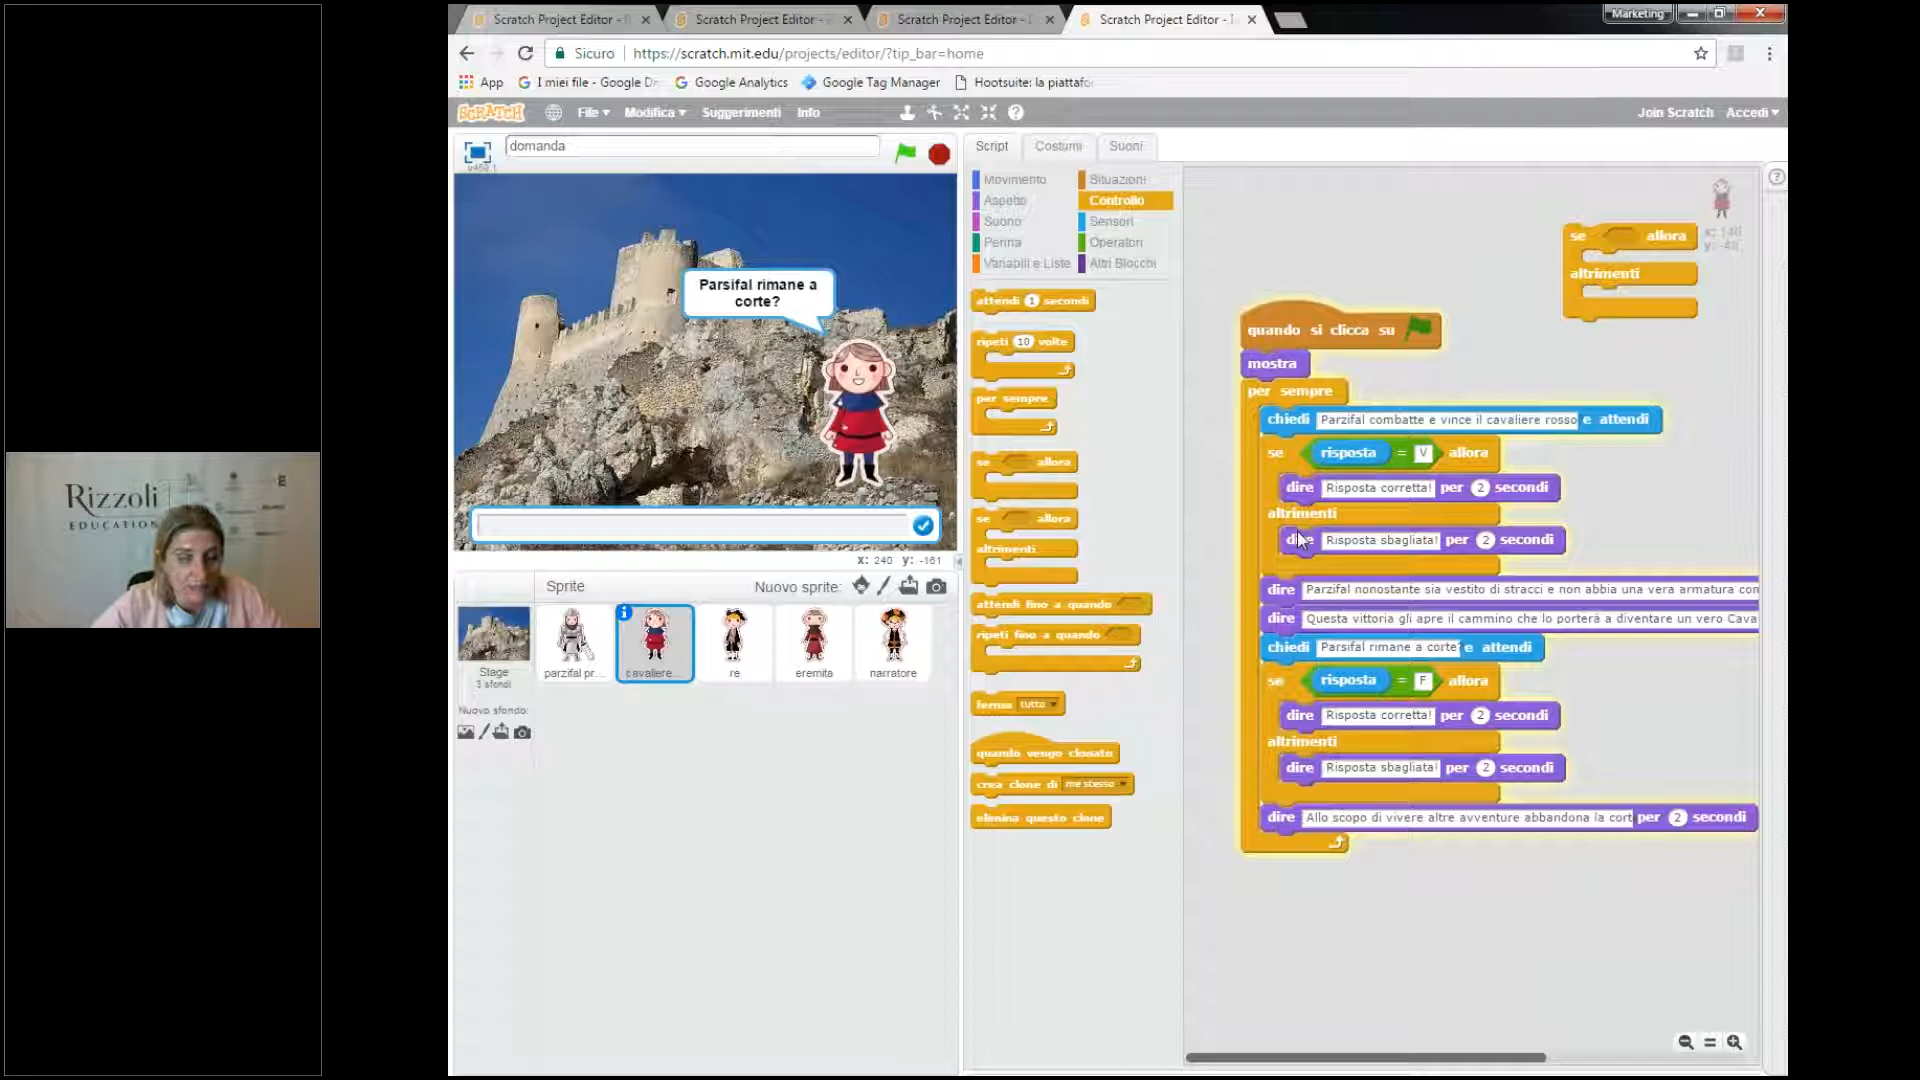 Rizzoli
EDUCATION
Scratch Project Editor -
Scratch Project Editor -
Scratch Project Editor -
Scratch Project Editor -
Marketing
Sicuro
https://scratch.mit.edu/projects/editor/?tip_bar=home
App
I miei file - Google Dr
Google Analytics
Google Tag Manager
Hootsuite: la piattafo
SCRATCH
File
Modifica
Suggerimenti
Info
Join Scratch
Accedi
domanda
v459.1
Parsifal rimane a
corte?
x: 240 y: -161
Sprite
Nuovo sprite:
Stage
3 sfondi
Nuovo sfondo:
parzifal pr...
cavaliere...
re
eremita
narratore
Script
Costumi
Suoni
Movimento
Situazioni
Aspetto
Controllo
Suono
Sensori
Penna
Operatori
Variabili e Liste
Altri Blocchi
attendi 1 secondi
ripeti 10 volte
per sempre
se allora
se allora
altrimenti
attendi fino a quando
ripeti fino a quando
ferma tutto
quando vengo clonato
crea clone di me stesso
elimina questo clone
x: 140
y: -48
se allora
altrimenti
quando si clicca su
mostra
per sempre
chiedi Parzifal combatte e vince il cavaliere rosso e attendi
se risposta = V allora
dire Risposta corretta! per 2 secondi
altrimenti
dire Risposta sbagliata! per 2 secondi
dire Parzifal nonostante sia vestito di stracci e non abbia una vera armatura com
dire Questa vittoria gli apre il cammino che lo porterà a diventare un vero Cava
chiedi Parsifal rimane a corte? e attendi
se risposta = F allora
dire Risposta corretta! per 2 secondi
altrimenti
dire Risposta sbagliata! per 2 secondi
dire Allo scopo di vivere altre avventure abbandona la cort per 2 secondi